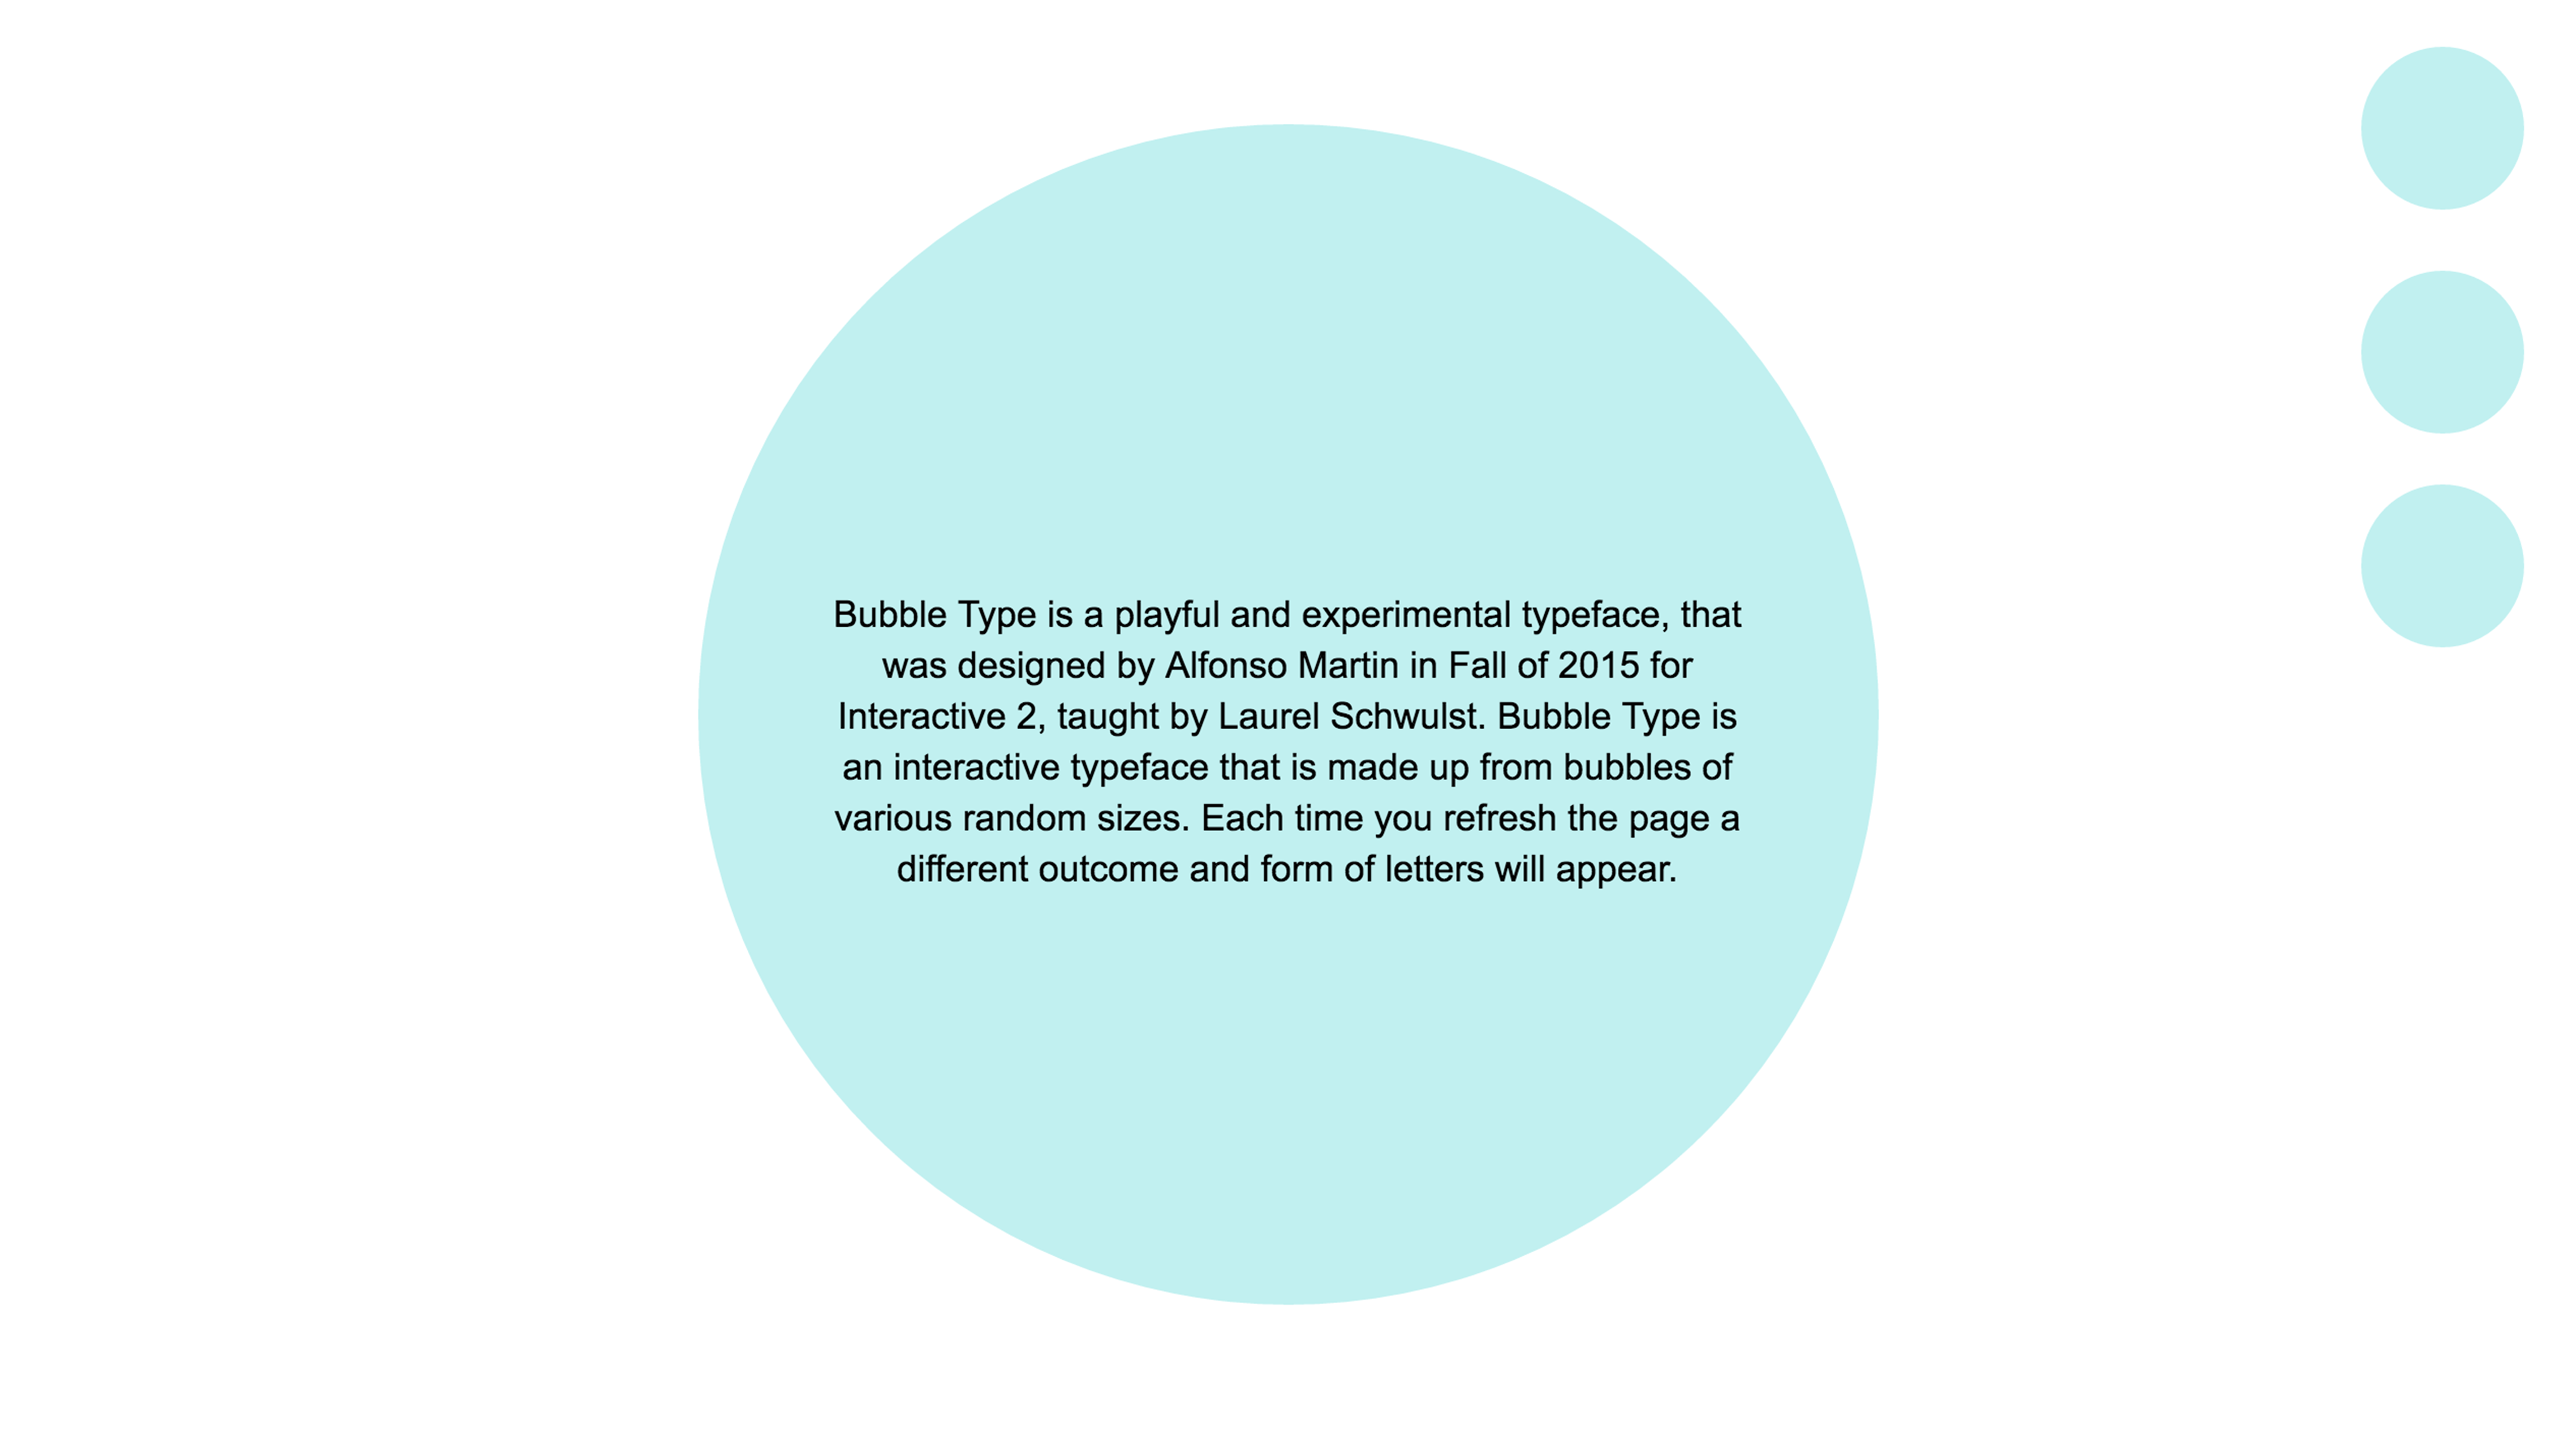 Bubble Type is a playful and experimental typeface, that
was designed by Alfonso Martin in Fall of 2015 for
Interactive 2, taught by Laurel Schwulst. Bubble Type is
an interactive typeface that is made up from bubbles of
various random sizes. Each time you refresh the page a
different outcome and form of letters will appear.